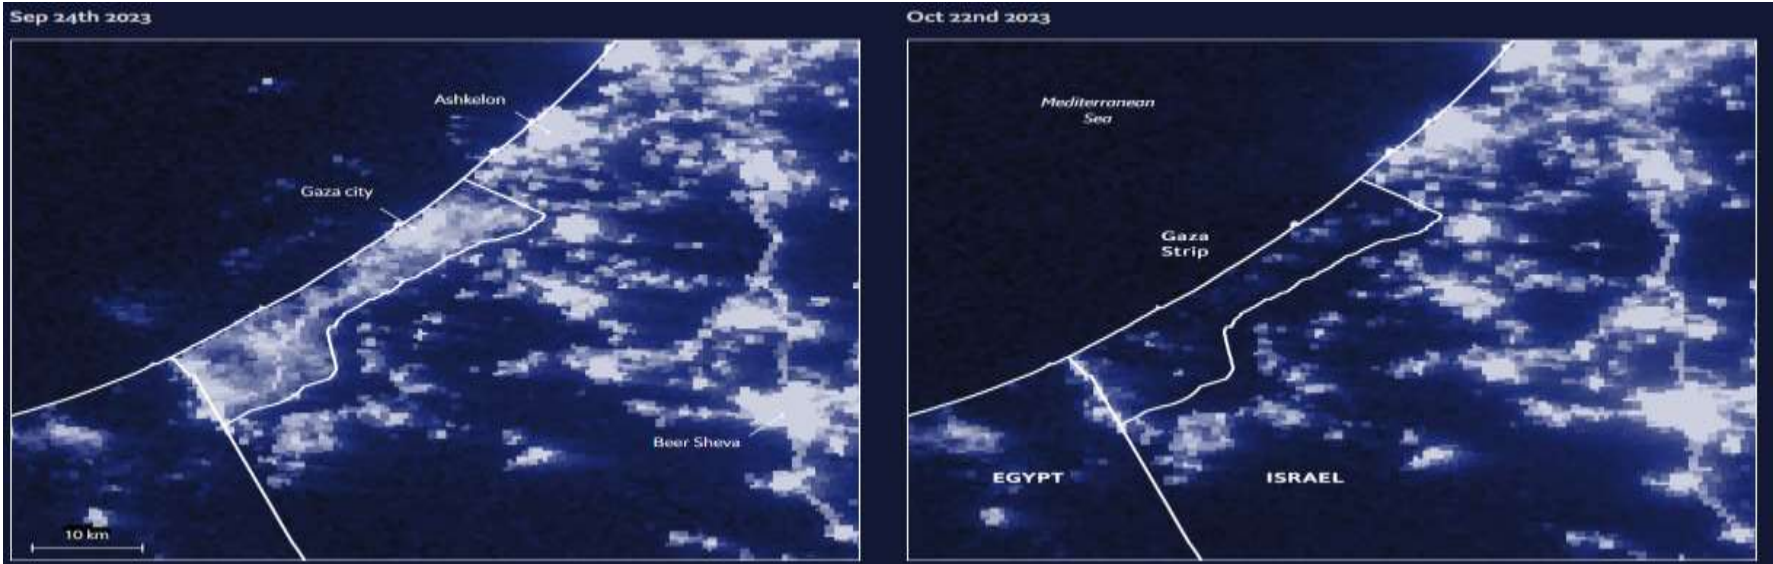 Sep 24th 2023
Ashkelon
Gaza city
Beer Sheva
10 km
Oct 22nd 2023
Mediterranean
Sea
Gaza
Strip
EGYPT
ISRAEL